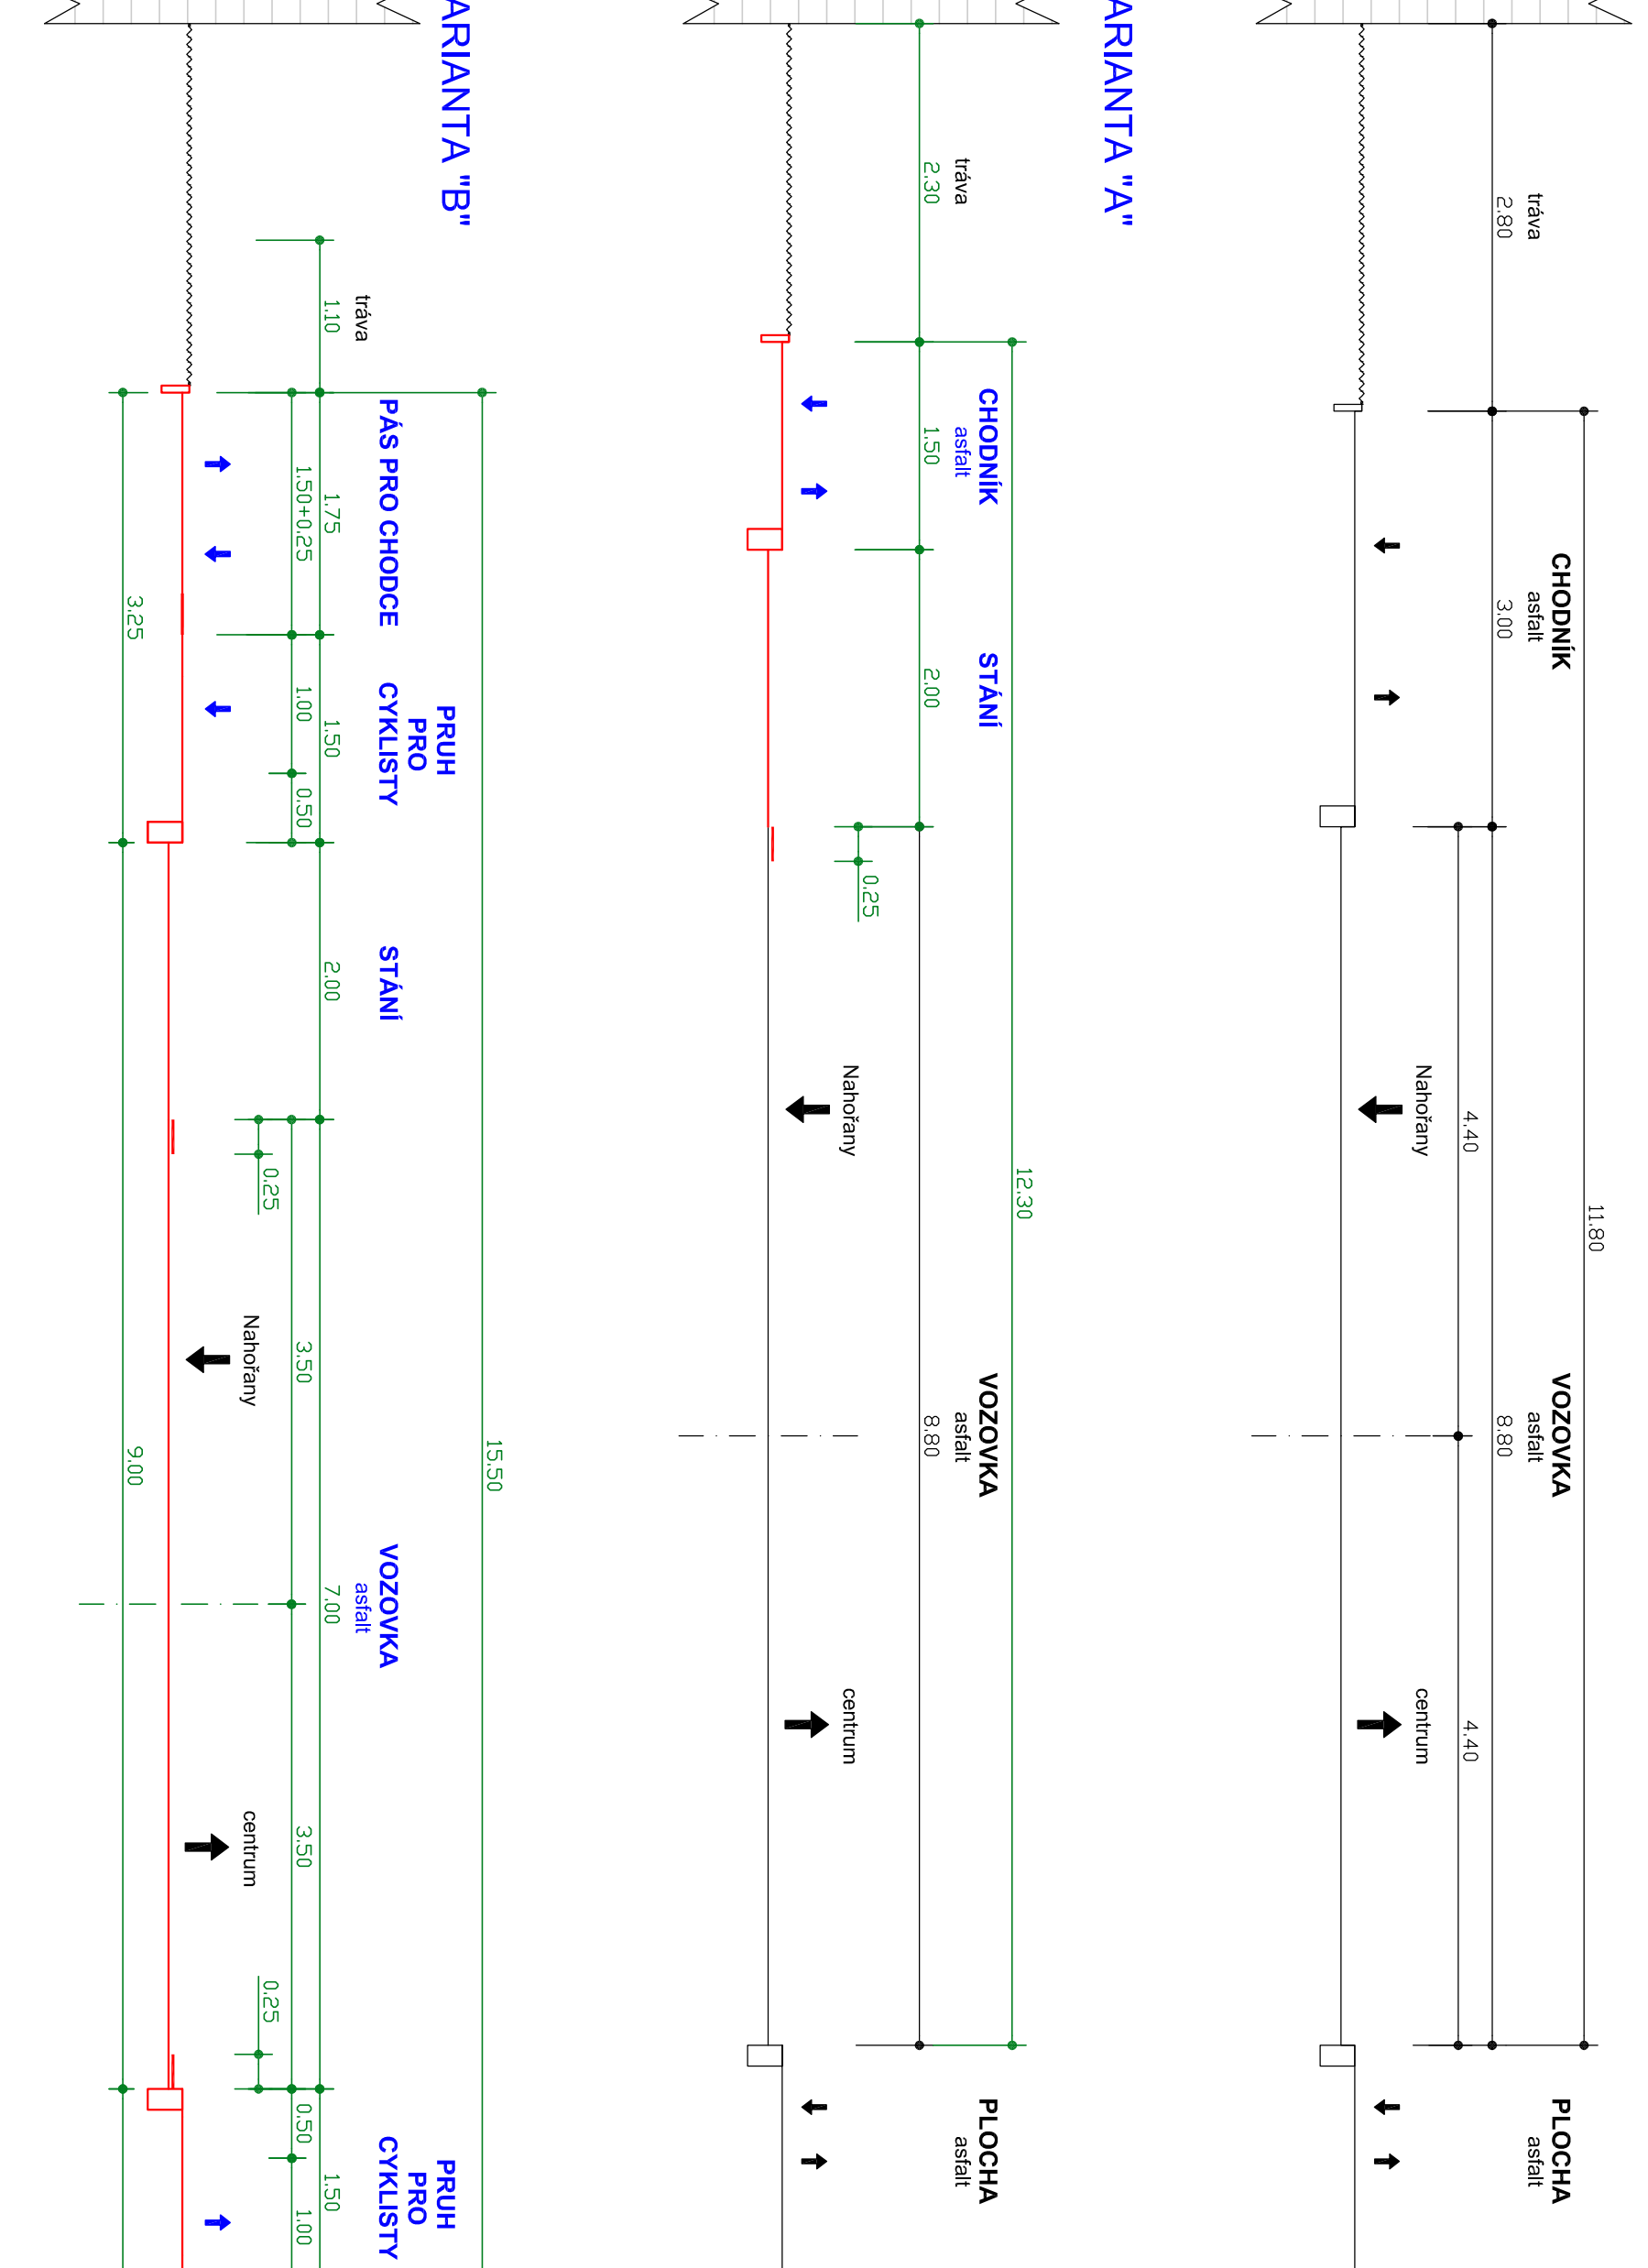 tráva
2.80
CHODNÍK
asfalt
3.00
11.80
4.40
Nahořany
VOZOVKA
asfalt
8.80
centrum
4.40
PLOCHA
asfalt
ARIANTA "A"
tráva
2.30
CHODNÍK
asfalt
1.50
STÁNÍ
2.00
0.25
12.30
Nahořany
VOZOVKA
asfalt
8.80
centrum
PLOCHA
asfalt
ARIANTA "B"
tráva
1.10
PÁS PRO CHODCE
1.75
1.50+0.25
3.25
PRUH
PRO
CYKLISTY
1.50
1.00
0.50
STÁNÍ
2.00
0.25
15.50
3.50
Nahořany
9.00
VOZOVKA
asfalt
7.00
3.50
centrum
0.25
PRUH
PRO
CYKLISTY
1.50
0.50
1.00